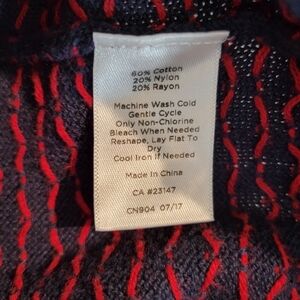 60% Cotton
20% Nylon
20% Rayon
Machine Wash Cold
Gentle Cycle
Only Non-Chlorine
Bleach When Needed
Reshape, Lay Flat To
Dry
Cool Iron if Needed
Made In China
CA #23147
CN904 07/17